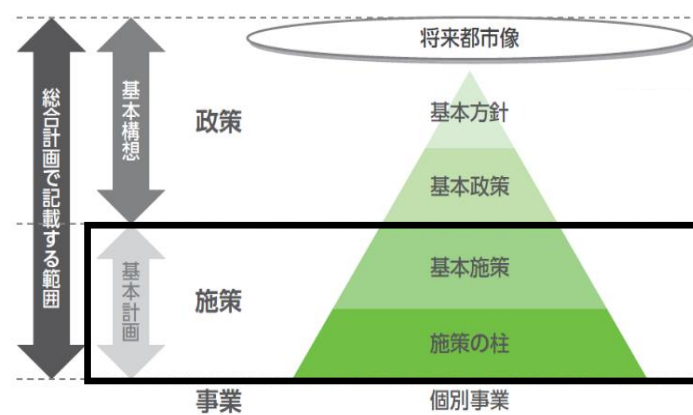 将来都市像
総合計画で記載する範囲
基本構想
政策
基本方針
基本政策
基本計画
施策
基本施策
施策の柱
事業
個別事業